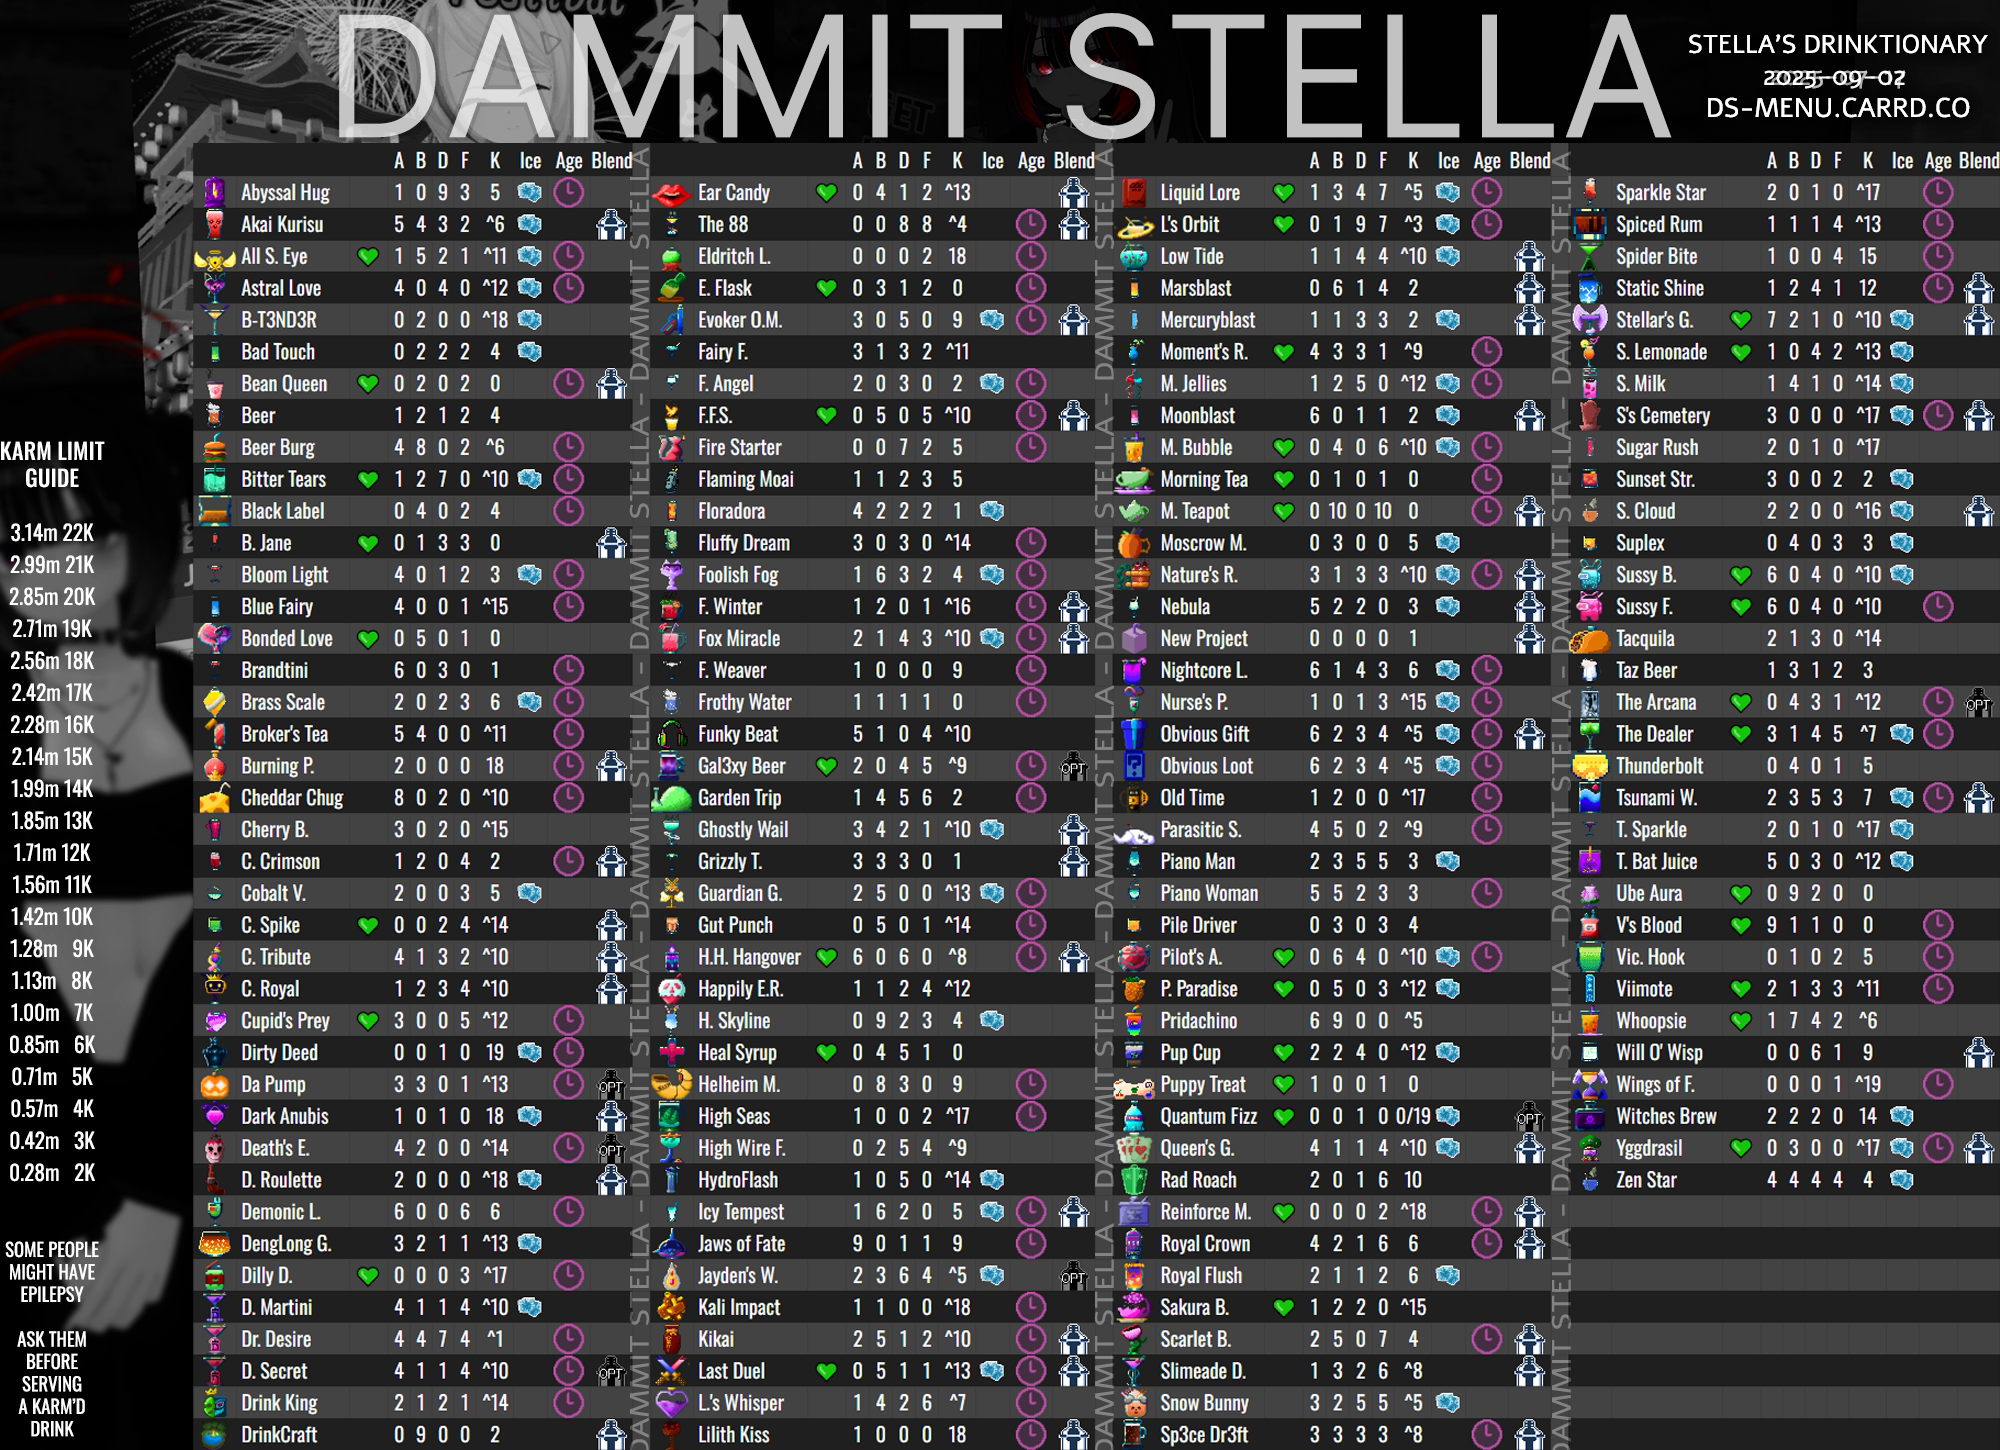 DAMMIT STELLA
STELLA'S DRINKTIONARY
2025-09-02
DS-MENU.CARRD.CO
KARM LIMIT
GUIDE
3.14m 22K
2.99m 21K
2.85m 20K
2.71m 19K
2.56m 18K
2.42m 17K
2.28m 16K
2.14m 15K
1.99m 14K
1.85m 13K
1.71m 12K
1.56m 11K
1.42m 10K
1.28m 9K
1.13m 8K
1.00m 7K
0.85m 6K
0.71m 5K
0.57m 4K
0.42m 3K
0.28m 2K
SOME PEOPLE
MIGHT HAVE
EPILEPSY
ASK THEM
BEFORE
SERVING
A KARM'D
DRINK
A B D F K Ice Age Blend
Abyssal Hug 1 0 9 3 5
Akai Kurisu 5 4 3 2 ^6
All S. Eye 1 5 2 1 ^11
Astral Love 4 0 4 0 ^12
B-T3ND3R 0 2 0 0 ^18
Bad Touch 0 2 2 2 4
Bean Queen 0 2 0 2 0
Beer 1 2 1 2 4
Beer Burg 4 8 0 2 ^6
Bitter Tears 1 2 7 0 ^10
Black Label 0 4 0 2 4
B. Jane 0 1 3 3 0
Bloom Light 4 0 1 2 3
Blue Fairy 4 0 0 1 ^15
Bonded Love 0 5 0 1 0
Brandtini 6 0 3 0 1
Brass Scale 2 0 2 3 6
Broker's Tea 5 4 0 0 ^11
Burning P. 2 0 0 0 18
Cheddar Chug 8 0 2 0 ^10
Cherry B. 3 0 2 0 ^15
C. Crimson 1 2 0 4 2
Cobalt V. 2 0 0 3 5
C. Spike 0 0 2 4 ^14
C. Tribute 4 1 3 2 ^10
C. Royal 1 2 3 4 ^10
Cupid's Prey 3 0 0 5 ^12
Dirty Deed 0 0 1 0 19
Da Pump 3 3 0 1 ^13 OPT
Dark Anubis 1 0 1 0 18
Death's E. 4 2 0 0 ^14 OPT
D. Roulette 2 0 0 0 ^18
Demonic L. 6 0 0 6 6
DengLong G. 3 2 1 1 ^13
Dilly D. 0 0 0 3 ^17
D. Martini 4 1 1 4 ^10
Dr. Desire 4 4 7 4 ^1
D. Secret 4 1 1 4 ^10 OPT
Drink King 2 1 2 1 ^14
DrinkCraft 0 9 0 0 2
DAMMIT STELLA - DAMMIT STELLA - DAMMIT STELLA - DAMMIT STELLA
A B D F K Ice Age Blend
Ear Candy 0 4 1 2 ^13
The 88 0 0 8 8 ^4
Eldritch L. 0 0 0 2 18
E. Flask 0 3 1 2 0
Evoker O.M. 3 0 5 0 9
Fairy F. 3 1 3 2 ^11
F. Angel 2 0 3 0 2
F.F.S. 0 5 0 5 ^10
Fire Starter 0 0 7 2 5
Flaming Moai 1 1 2 3 5
Floradora 4 2 2 2 1
Fluffy Dream 3 0 3 0 ^14
Foolish Fog 1 6 3 2 4
F. Winter 1 2 0 1 ^16
Fox Miracle 2 1 4 3 ^10
F. Weaver 1 0 0 0 9
Frothy Water 1 1 1 1 0
Funky Beat 5 1 0 4 ^10
Gal3xy Beer 2 0 4 5 ^9 OPT
Garden Trip 1 4 5 6 2
Ghostly Wail 3 4 2 1 ^10
Grizzly T. 3 3 3 0 1
Guardian G. 2 5 0 0 ^13
Gut Punch 0 5 0 1 ^14
H.H. Hangover 6 0 6 0 ^8
Happily E.R. 1 1 2 4 ^12
H. Skyline 0 9 2 3 4
Heal Syrup 0 4 5 1 0
Helheim M. 0 8 3 0 9
High Seas 1 0 0 2 ^17
High Wire F. 0 2 5 4 ^9
HydroFlash 1 0 5 0 ^14
Icy Tempest 1 6 2 0 5
Jaws of Fate 9 0 1 1 9
Jayden's W. 2 3 6 4 ^5 OPT
Kali Impact 1 1 0 0 ^18
Kikai 2 5 1 2 ^10
Last Duel 0 5 1 1 ^13
L.'s Whisper 1 4 2 6 ^7
Lilith Kiss 1 0 0 0 18
DAMMIT STELLA - DAMMIT STELLA - DAMMIT STELLA - DAMMIT STELLA
A B D F K Ice Age Blend
Liquid Lore 1 3 4 7 ^5
L's Orbit 0 1 9 7 ^3
Low Tide 1 1 4 4 ^10
Marsblast 0 6 1 4 2
Mercuryblast 1 1 3 3 2
Moment's R. 4 3 3 1 ^9
M. Jellies 1 2 5 0 ^12
Moonblast 6 0 1 1 2
M. Bubble 0 4 0 6 ^10
Morning Tea 0 1 0 1 0
M. Teapot 0 10 0 10 0
Moscrow M. 0 3 0 0 5
Nature's R. 3 1 3 3 ^10
Nebula 5 2 2 0 3
New Project 0 0 0 0 1
Nightcore L. 6 1 4 3 6
Nurse's P. 1 0 1 3 ^15
Obvious Gift 6 2 3 4 ^5
Obvious Loot 6 2 3 4 ^5
Old Time 1 2 0 0 ^17
Parasitic S. 4 5 0 2 ^9
Piano Man 2 3 5 5 3
Piano Woman 5 5 2 3 3
Pile Driver 0 3 0 3 4
Pilot's A. 0 6 4 0 ^10
P. Paradise 0 5 0 3 ^12
Pridachino 6 9 0 0 ^5
Pup Cup 2 2 4 0 ^12
Puppy Treat 1 0 0 1 0
Quantum Fizz 0 0 1 0 0/19 OPT
Queen's G. 4 1 1 4 ^10
Rad Roach 2 0 1 6 10
Reinforce M. 0 0 0 2 ^18
Royal Crown 4 2 1 6 6
Royal Flush 2 1 1 2 6
Sakura B. 1 2 2 0 ^15
Scarlet B. 2 5 0 7 4
Slimeade D. 1 3 2 6 ^8
Snow Bunny 3 2 5 5 ^5
Sp3ce Dr3ft 3 3 3 3 ^8
DAMMIT STELLA - DAMMIT STELLA - DAMMIT STELLA - DAMMIT STELLA
A B D F K Ice Age Blend
Sparkle Star 2 0 1 0 ^17
Spiced Rum 1 1 1 4 ^13
Spider Bite 1 0 0 4 15
Static Shine 1 2 4 1 12
Stellar's G. 7 2 1 0 ^10
S. Lemonade 1 0 4 2 ^13
S. Milk 1 4 1 0 ^14
S's Cemetery 3 0 0 0 ^17
Sugar Rush 2 0 1 0 ^17
Sunset Str. 3 0 0 2 2
S. Cloud 2 2 0 0 ^16
Suplex 0 4 0 3 3
Sussy B. 6 0 4 0 ^10
Sussy F. 6 0 4 0 ^10
Tacquila 2 1 3 0 ^14
Taz Beer 1 3 1 2 3
The Arcana 0 4 3 1 ^12 OPT
The Dealer 3 1 4 5 ^7
Thunderbolt 0 4 0 1 5
Tsunami W. 2 3 5 3 7
T. Sparkle 2 0 1 0 ^17
T. Bat Juice 5 0 3 0 ^12
Ube Aura 0 9 2 0 0
V's Blood 9 1 1 0 0
Vic. Hook 0 1 0 2 5
Viimote 2 1 3 3 ^11
Whoopsie 1 7 4 2 ^6
Will O' Wisp 0 0 6 1 9
Wings of F. 0 0 0 1 ^19
Witches Brew 2 2 2 0 14
Yggdrasil 0 3 0 0 ^17
Zen Star 4 4 4 4 4